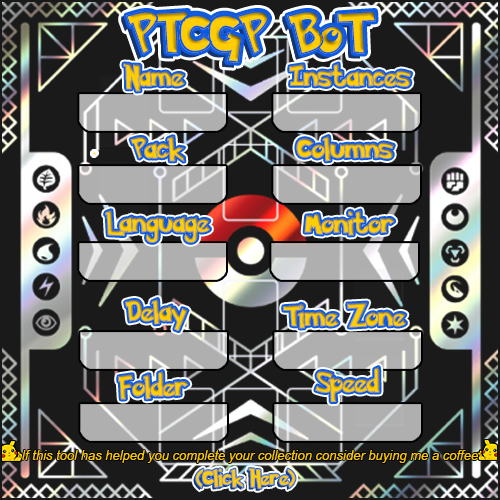 PTCGP BoT
Name Instances
Pack Columns
Language Monitor
Delay Time Zone
Folder Speed
If this tool has helped you complete your collection consider buying me a coffee
(Click Here)